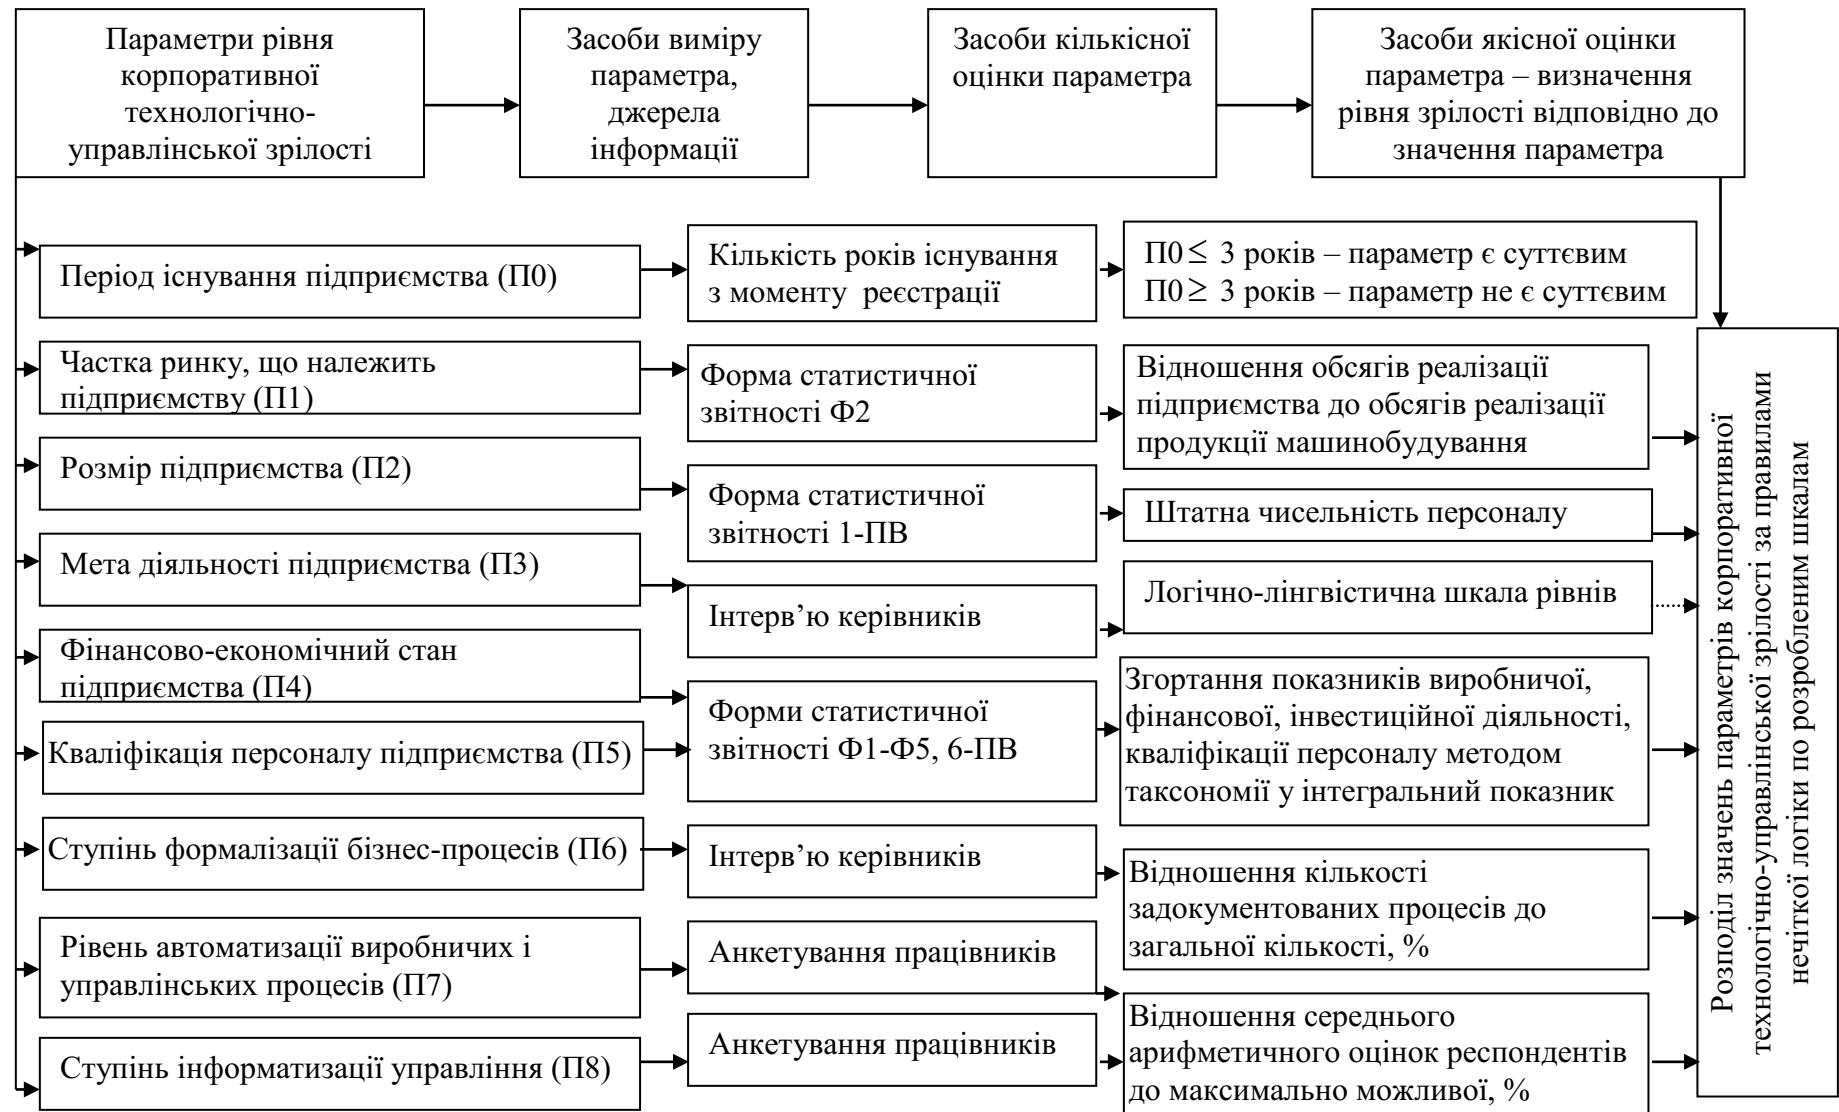 Параметри рівня
корпоративної
технологічно-
управлінської зрілості
Засоби виміру
параметра,
джерела
інформації
Засоби кількісної
оцінки параметра
Засоби якісної оцінки
параметра – визначення
рівня зрілості відповідно до
значення параметра
Період існування підприємства (П0)
Кількість років існування
з моменту реєстрації
П0 ≤ 3 років – параметр є суттєвим
П0 ≥ 3 років – параметр не є суттєвим
Частка ринку, що належить
підприємству (П1)
Форма статистичної
звітності Ф2
Відношення обсягів реалізації
підприємства до обсягів реалізації
продукції машинобудування
Розмір підприємства (П2)
Форма статистичної
звітності 1-ПВ
Штатна чисельність персоналу
Мета діяльності підприємства (П3)
Інтерв’ю керівників
Логічно-лінгвістична шкала рівнів
Фінансово-економічний стан
підприємства (П4)
Форми статистичної
звітності Ф1-Ф5, 6-ПВ
Згортання показників виробничої,
фінансової, інвестиційної діяльності,
кваліфікації персоналу методом
таксономії у інтегральний показник
Кваліфікація персоналу підприємства (П5)
Ступінь формалізації бізнес-процесів (П6)
Інтерв’ю керівників
Відношення кількості
задокументованих процесів до
загальної кількості, %
Рівень автоматизації виробничих і
управлінських процесів (П7)
Анкетування працівників
Ступінь інформатизації управління (П8)
Анкетування працівників
Відношення середнього
арифметичного оцінок респондентів
до максимально можливої, %
Розподіл значень параметрів корпоративної
технологічно-управлінської зрілості за правилами
нечіткої логіки по розробленим шкалам